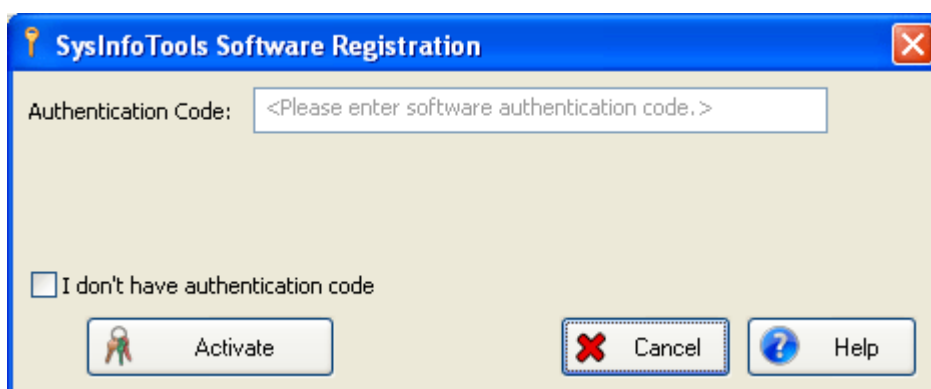 SysInfoTools Software Registration
Authentication Code: <Please enter software authentication code.>
I don't have authentication code
Activate Cancel Help